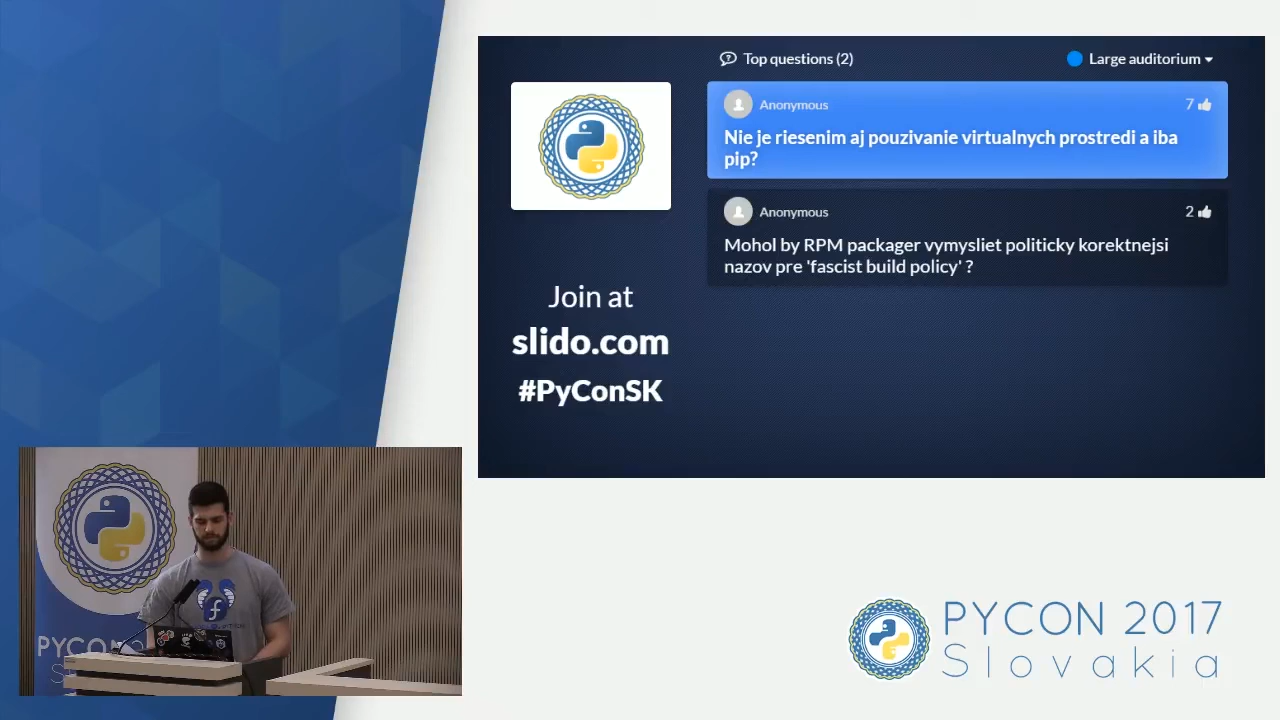 Top questions (2)
Large auditorium
Anonymous
7
Nie je riesenim aj pouzivanie virtualnych prostredi a iba
pip?
Anonymous
2
Mohol by RPM packager vymysliet politicky korektnejsi
nazov pre 'fascist build policy' ?
Join at
slido.com
#PyConSK
PYCON 2017
Slovakia
PYCO